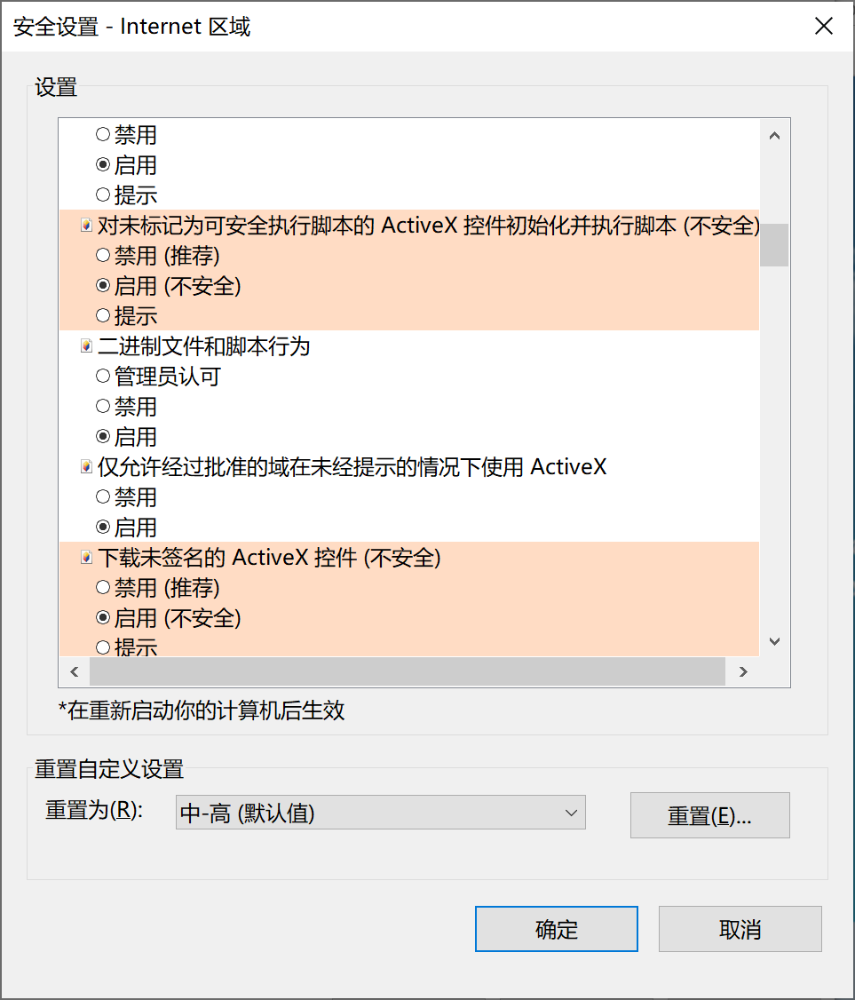 安全设置 - Internet 区域
设置
禁用
启用
提示
对未标记为可安全执行脚本的 ActiveX 控件初始化并执行脚本 (不安全)
禁用 (推荐)
启用 (不安全)
提示
二进制文件和脚本行为
管理员认可
禁用
启用
仅允许经过批准的域在未经提示的情况下使用 ActiveX
禁用
启用
下载未签名的 ActiveX 控件 (不安全)
禁用 (推荐)
启用 (不安全)
提示
*在重新启动你的计算机后生效
重置自定义设置
重置为(R): 中-高 (默认值) 重置(E)...
确定 取消